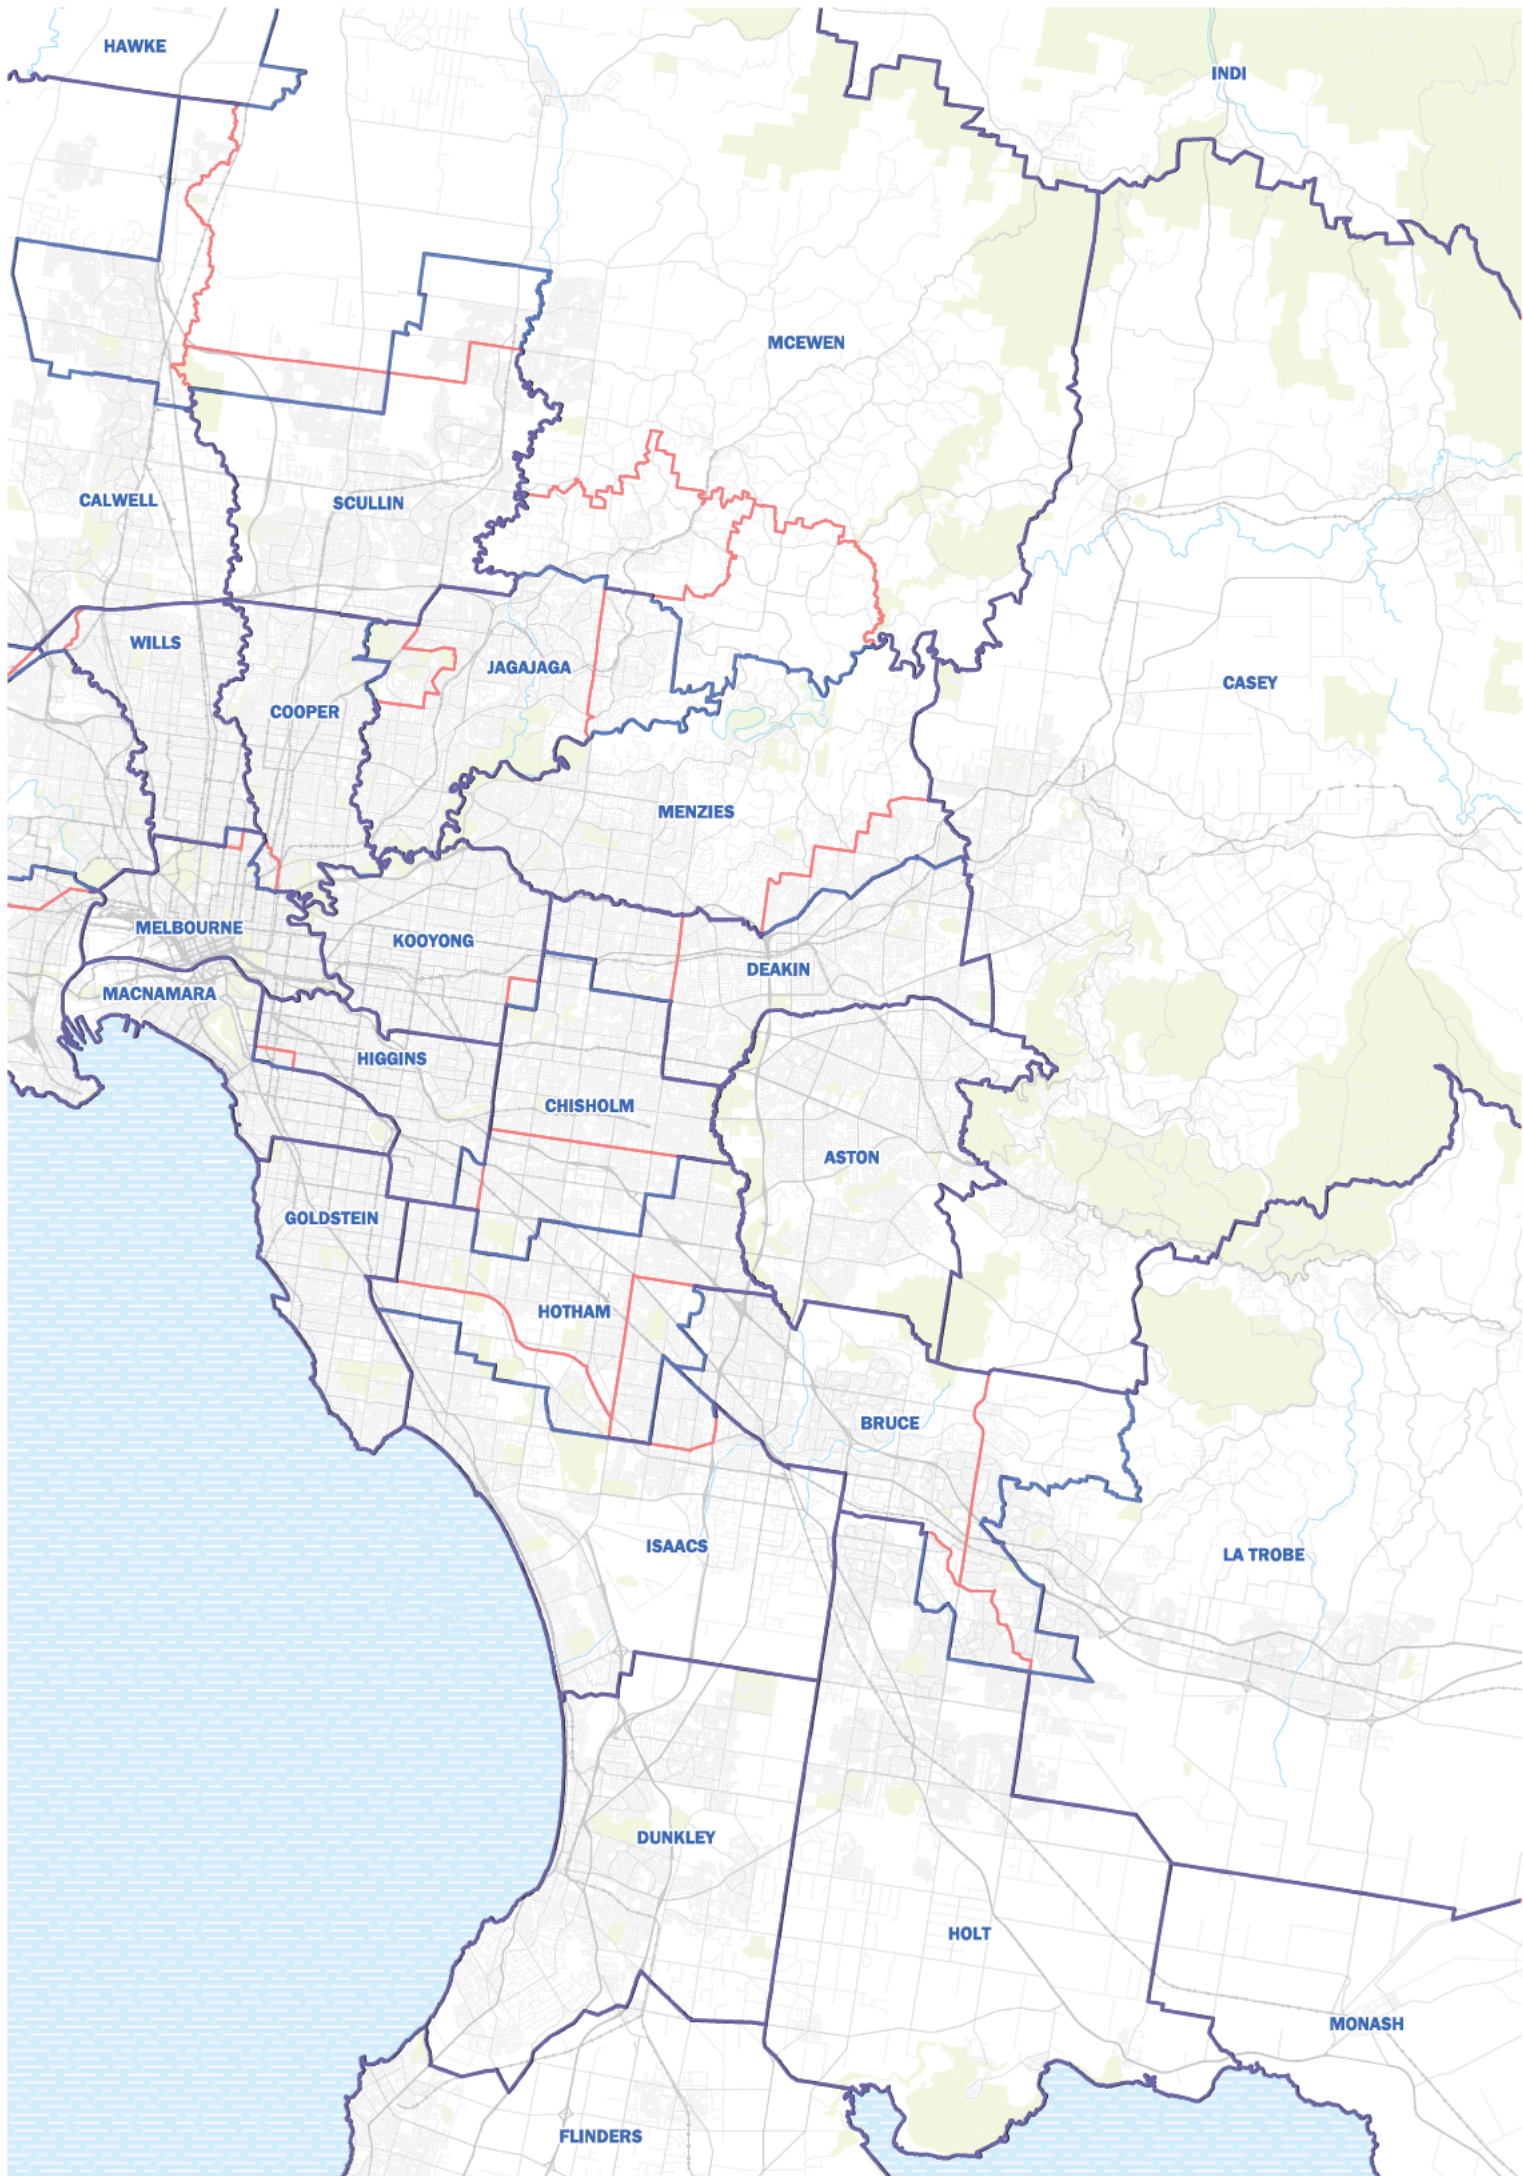 HAWKE
INDI
MCEWEN
CALWELL
SCULLIN
WILLS
JAGAJAGA
CASEY
COOPER
MENZIES
MELBOURNE
KOOYONG
DEAKIN
MACNAMARA
HIGGINS
CHISHOLM
ASTON
GOLDSTEIN
HOTHAM
BRUCE
ISAACS
LA TROBE
DUNKLEY
HOLT
MONASH
FLINDERS